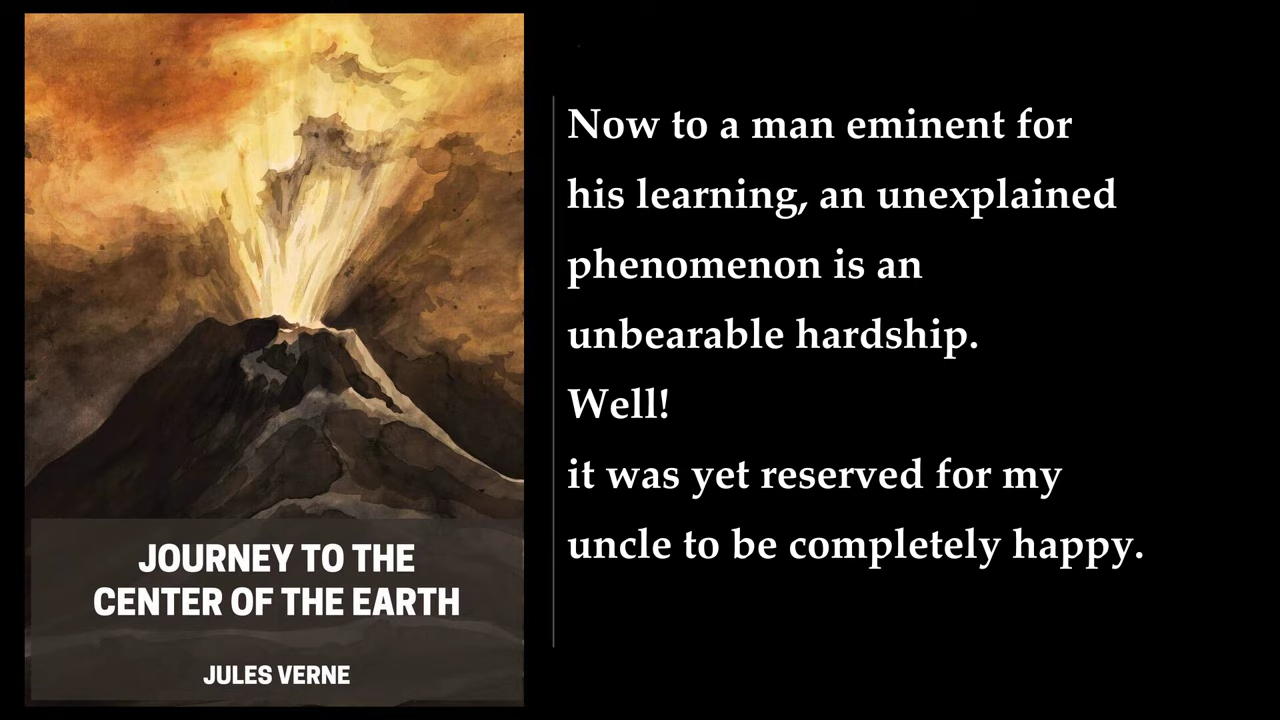 JOURNEY TO THE
CENTER OF THE EARTH
JULES VERNE
Now to a man eminent for
his learning, an unexplained
phenomenon is an
unbearable hardship.
Well!
it was yet reserved for my
uncle to be completely happy.